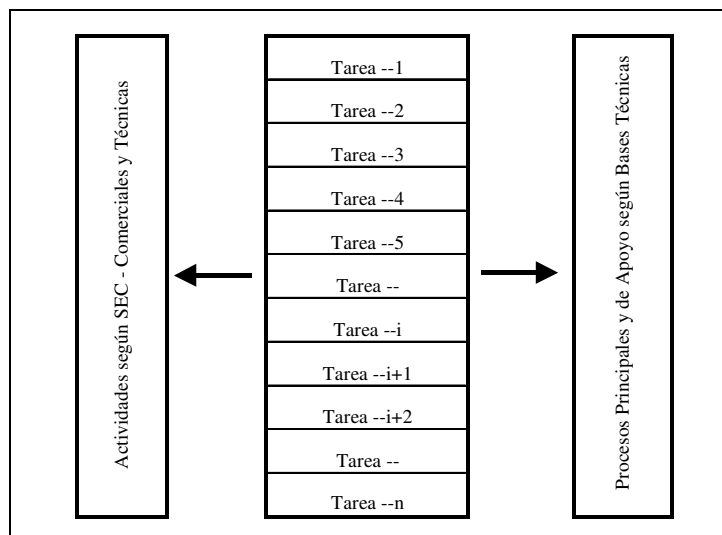 Actividades según SEC - Comerciales y Técnicas
Tarea --1
Tarea --2
Tarea --3
Tarea --4
Tarea --5
Tarea --
Tarea --i
Tarea --i+1
Tarea --i+2
Tarea --
Tarea --n
Procesos Principales y de Apoyo según Bases Técnicas